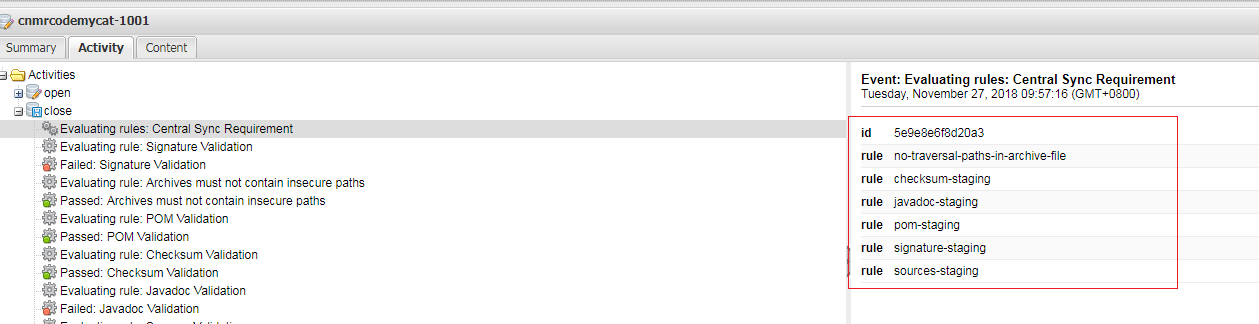 cnmrcodemycat-1001
Summary Activity Content
Activities
open
close
Evaluating rules: Central Sync Requirement
Evaluating rule: Signature Validation
Failed: Signature Validation
Evaluating rule: Archives must not contain insecure paths
Passed: Archives must not contain insecure paths
Evaluating rule: POM Validation
Passed: POM Validation
Evaluating rule: Checksum Validation
Passed: Checksum Validation
Evaluating rule: Javadoc Validation
Failed: Javadoc Validation
Event: Evaluating rules: Central Sync Requirement
Tuesday, November 27, 2018 09:57:16 (GMT+0800)
id 5e9e8e6f8d20a3
rule no-traversal-paths-in-archive-file
rule checksum-staging
rule javadoc-staging
rule pom-staging
rule signature-staging
rule sources-staging